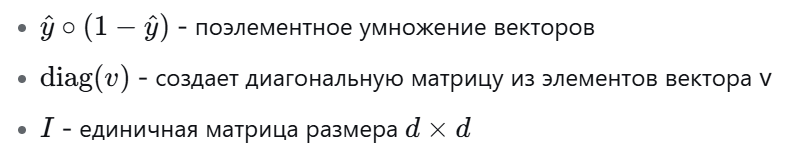 • ŷ ∘ (1 − ŷ) - поэлементное умножение векторов
• diag(v) - создает диагональную матрицу из элементов вектора v
• I - единичная матрица размера d × d